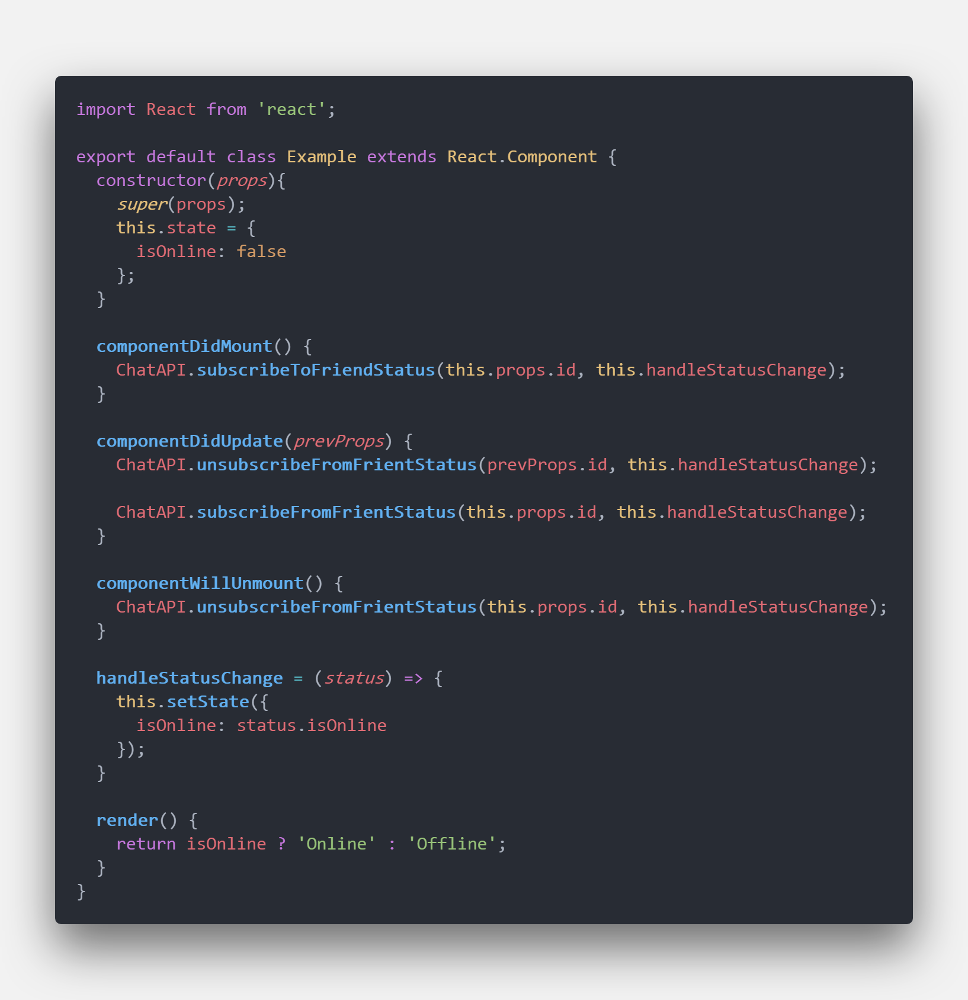 import React from 'react';
export default class Example extends React.Component {
  constructor(props){
    super(props);
    this.state = {
      isOnline: false
    };
  }
  componentDidMount() {
    ChatAPI.subscribeToFriendStatus(this.props.id, this.handleStatusChange);
  }
  componentDidUpdate(prevProps) {
    ChatAPI.unsubscribeFromFrientStatus(prevProps.id, this.handleStatusChange);
    ChatAPI.subscribeFromFrientStatus(this.props.id, this.handleStatusChange);
  }
  componentWillUnmount() {
    ChatAPI.unsubscribeFromFrientStatus(this.props.id, this.handleStatusChange);
  }
  handleStatusChange = (status) => {
    this.setState({
      isOnline: status.isOnline
    });
  }
  render() {
    return isOnline ? 'Online' : 'Offline';
  }
}